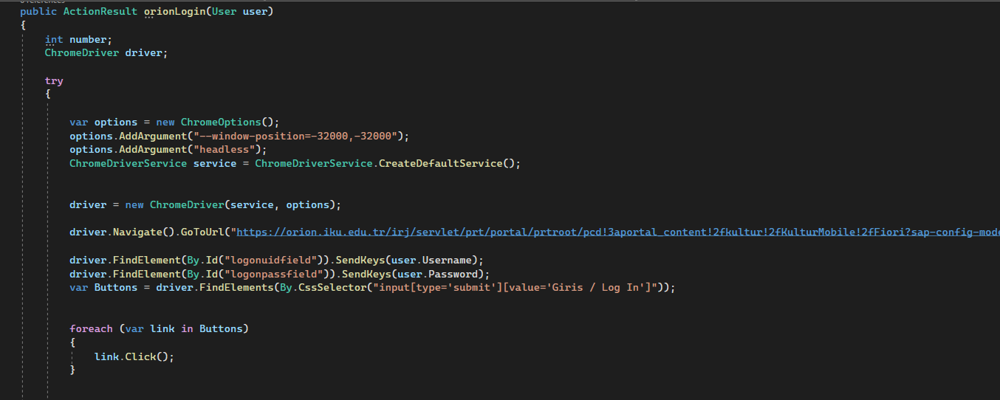 public ActionResult orionLogin(User user)
{
int number;
ChromeDriver driver;
try
{
var options = new ChromeOptions();
options.AddArgument("--window-position=-32000,-32000");
options.AddArgument("headless");
ChromeDriverService service = ChromeDriverService.CreateDefaultService();
driver = new ChromeDriver(service, options);
driver.Navigate().GoToUrl("https://orion.iku.edu.tr/irj/servlet/prt/portal/prtroot/pcd!3aportal_content!2fkultur!2fKulturMobile!2fFiori?sap-config-mode
driver.FindElement(By.Id("logonuidfield")).SendKeys(user.Username);
driver.FindElement(By.Id("logonpassfield")).SendKeys(user.Password);
var Buttons = driver.FindElements(By.CssSelector("input[type='submit'][value='Giris / Log In']"));
foreach (var link in Buttons)
{
link.Click();
}